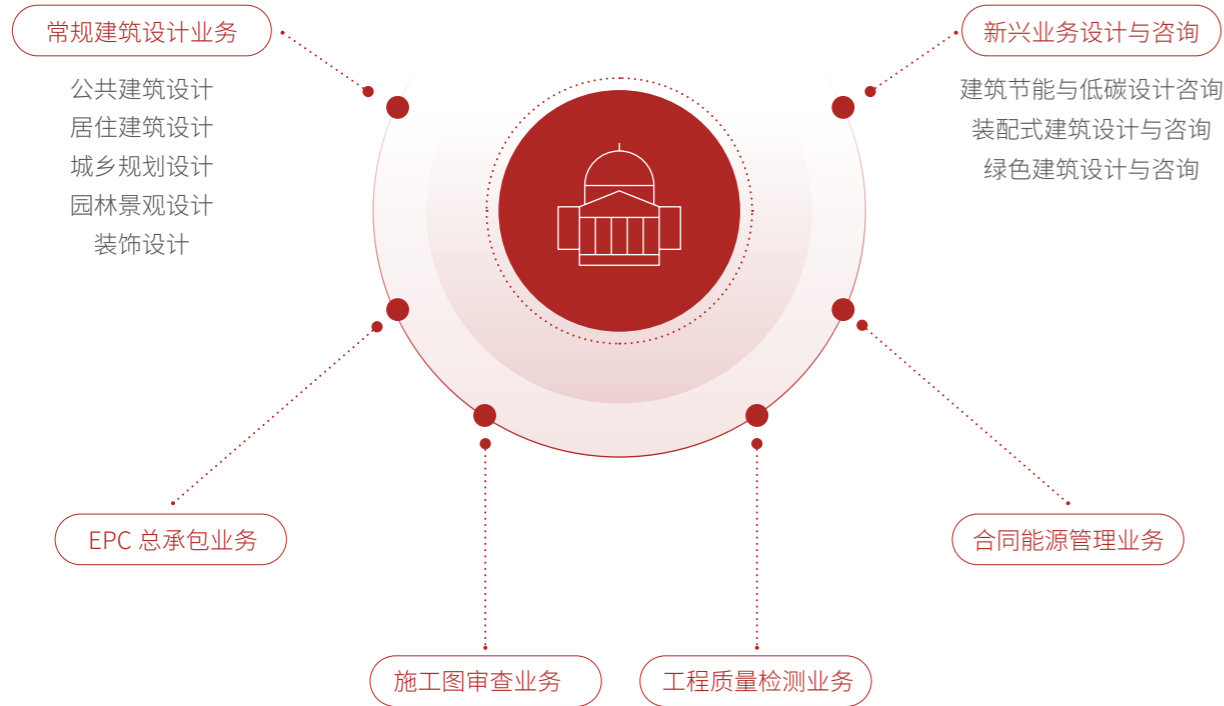 常规建筑设计业务
公共建筑设计
居住建筑设计
城乡规划设计
园林景观设计
装饰设计
新兴业务设计与咨询
建筑节能与低碳设计咨询
装配式建筑设计与咨询
绿色建筑设计与咨询
EPC 总承包业务
合同能源管理业务
施工图审查业务
工程质量检测业务